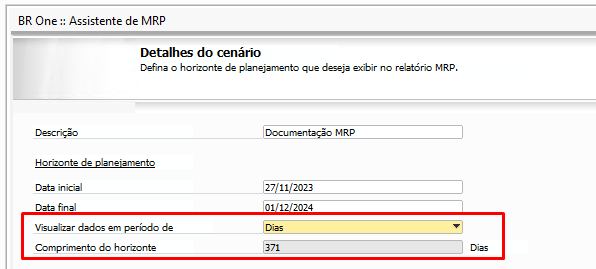 BR One :: Assistente de MRP
Detalhes do cenário
Defina o horizonte de planejamento que deseja exibir no relatório MRP.
Descrição Documentação MRP
Horizonte de planejamento
Data inicial 27/11/2023
Data final 01/12/2024
Visualizar dados em período de Dias
Comprimento do horizonte 371 Dias